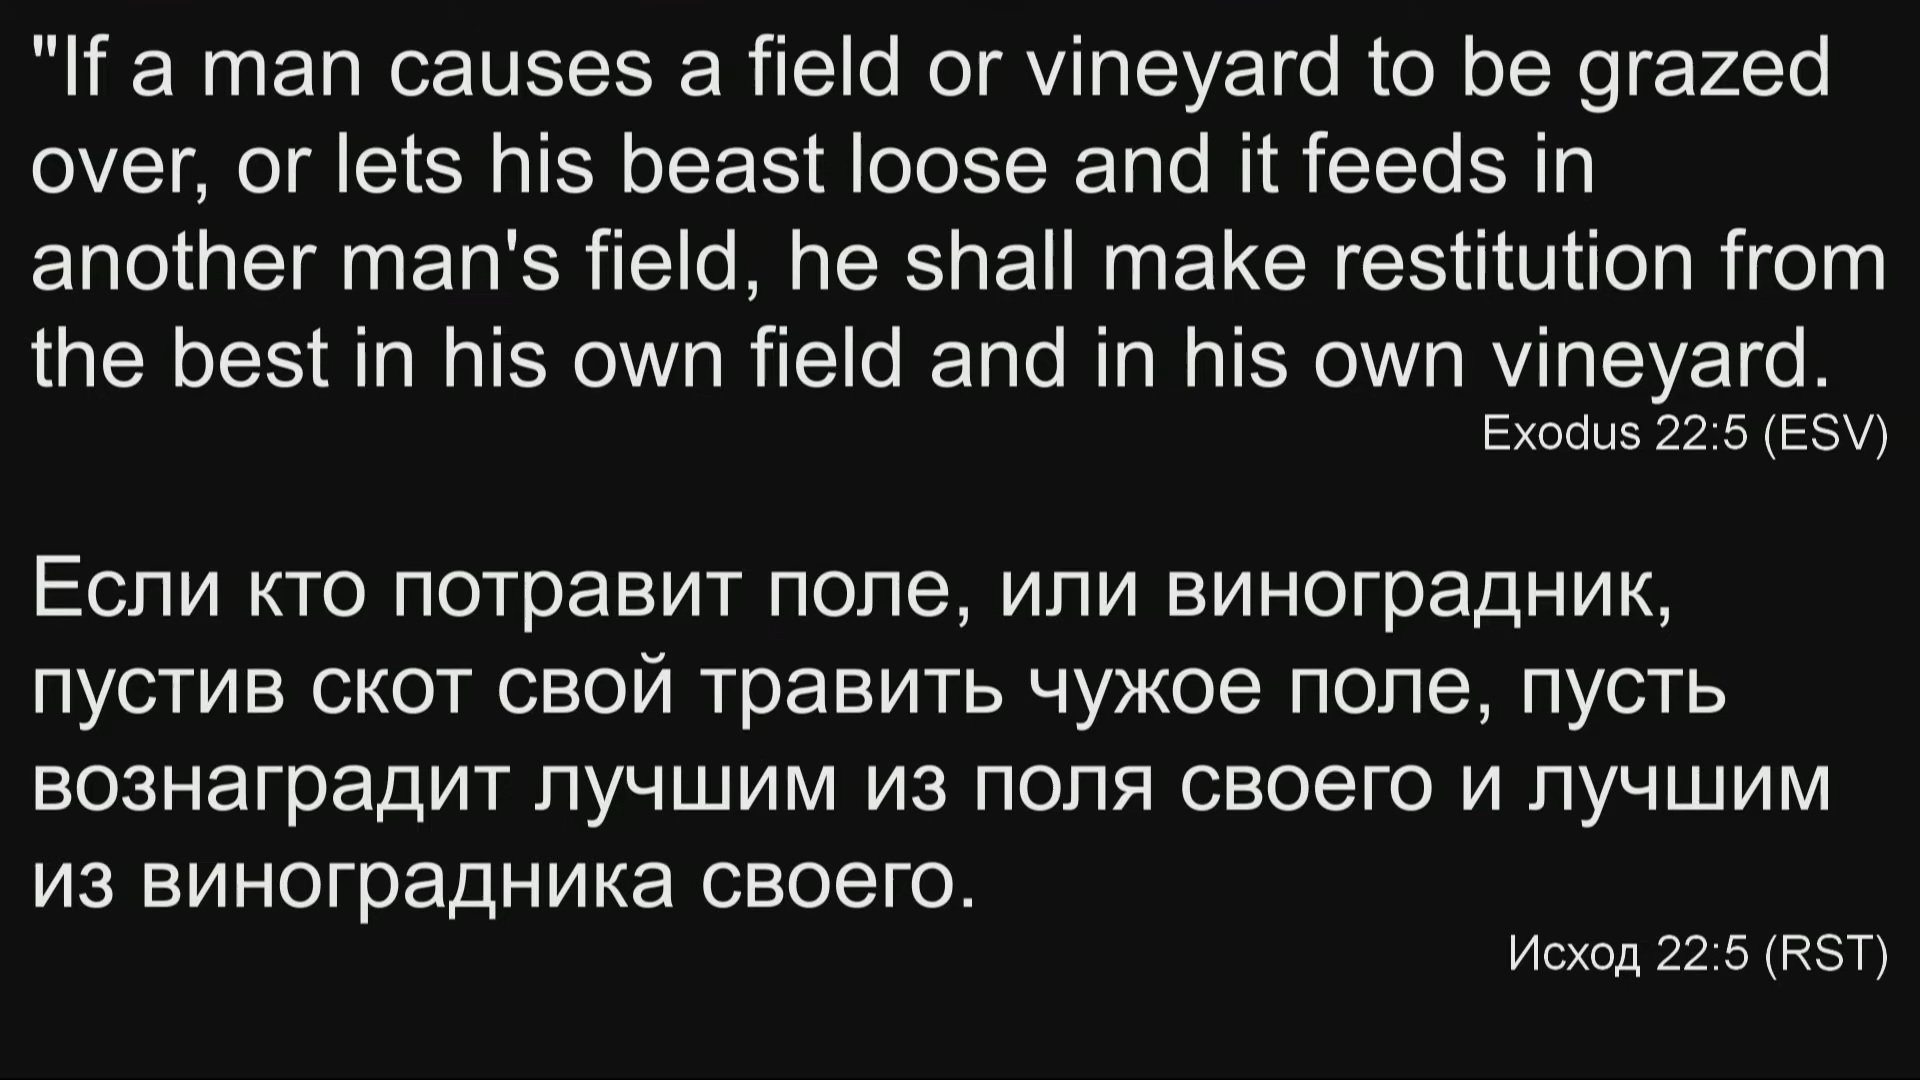 "If a man causes a field or vineyard to be grazed
over, or lets his beast loose and it feeds in
another man's field, he shall make restitution from
the best in his own field and in his own vineyard.
Exodus 22:5 (ESV)
Если кто потравит поле, или виноградник,
пустив скот свой травить чужое поле, пусть
вознаградит лучшим из поля своего и лучшим
из виноградника своего.
Исход 22:5 (RST)